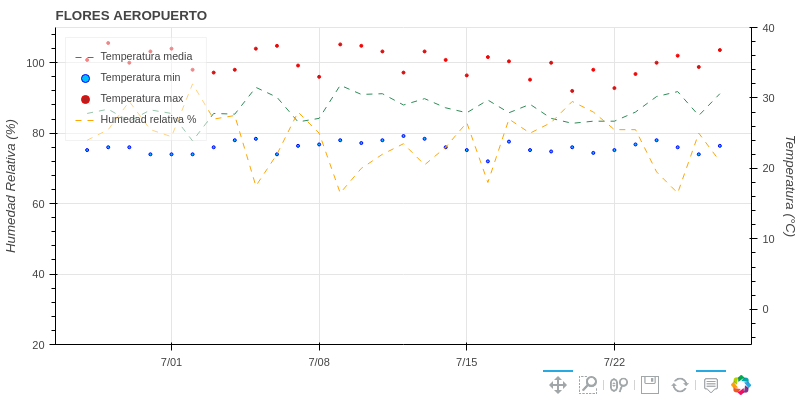 FLORES AEROPUERTO
Temperatura media
Temperatura min
Temperatura max
Humedad relativa %
Humedad Relativa (%)
100
80
60
40
20
Temperatura (°C)
40
30
20
10
0
7/01
7/08
7/15
7/22